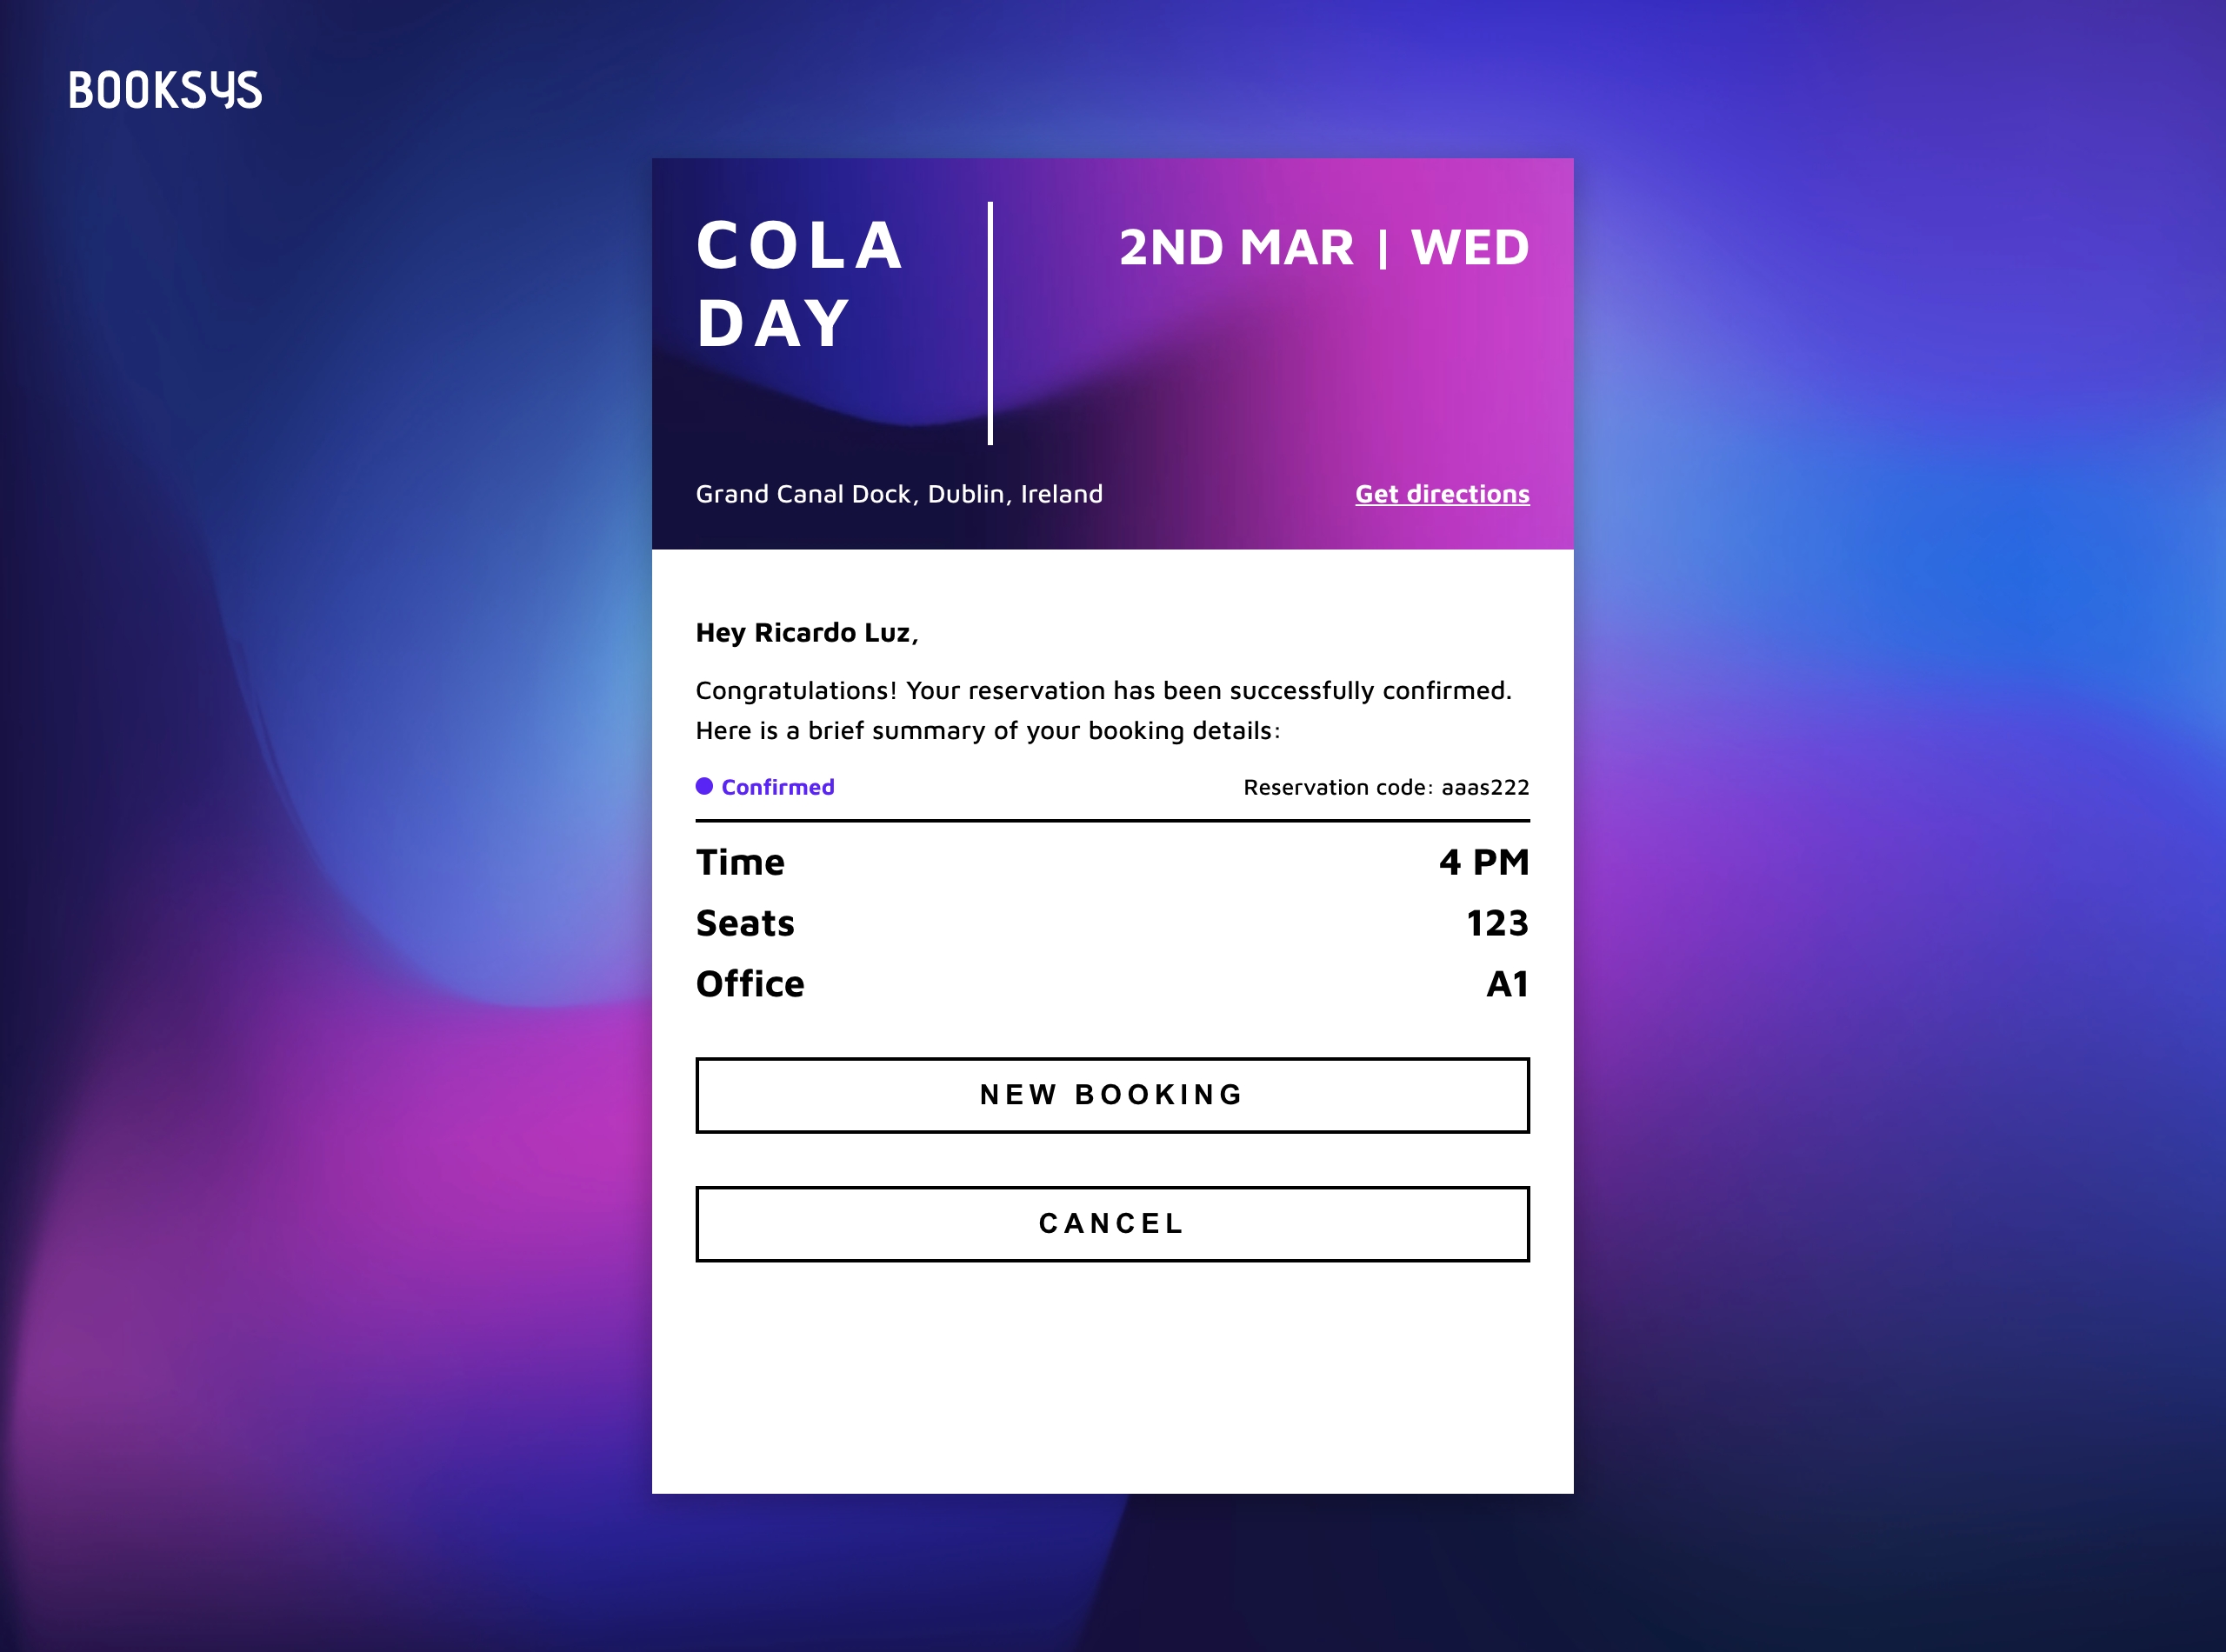 BOOKSYS
COLA
DAY
2ND MAR | WED
Grand Canal Dock, Dublin, Ireland
Get directions
Hey Ricardo Luz,
Congratulations! Your reservation has been successfully confirmed.
Here is a brief summary of your booking details:
Confirmed
Reservation code: aaas222
Time 4 PM
Seats 123
Office A1
NEW BOOKING
CANCEL